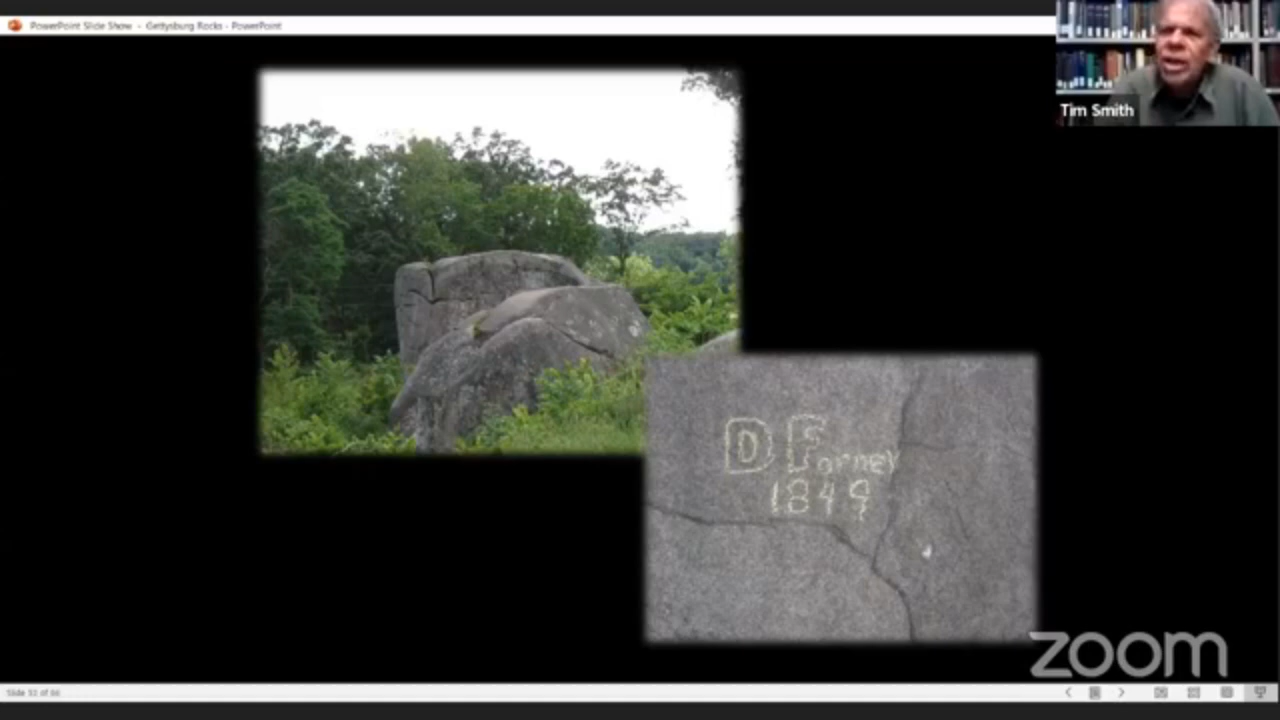 PowerPoint Slide Show - Gettysburg Rocks - PowerPoint
Tim Smith
D Forney
1849
zoom